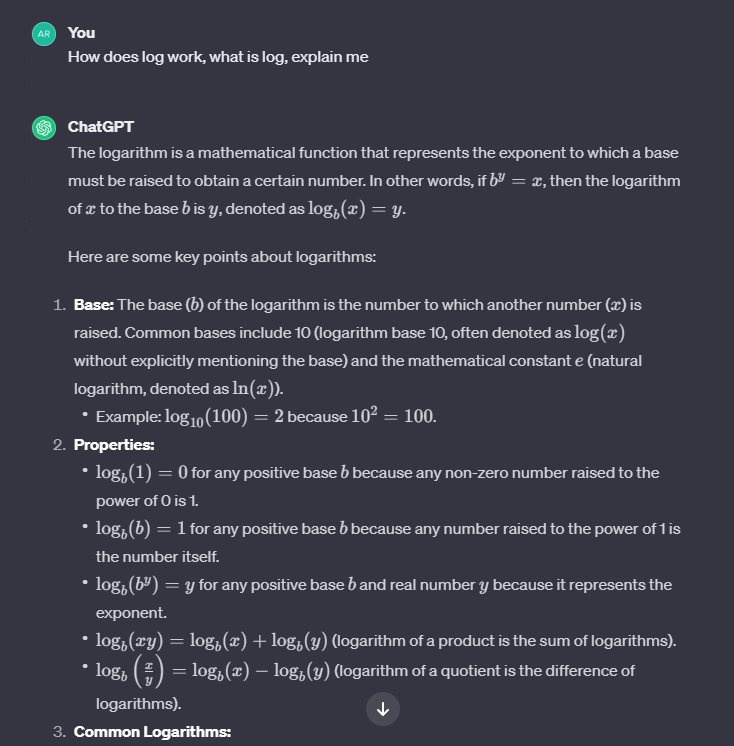 AR You
How does log work, what is log, explain me
ChatGPT
The logarithm is a mathematical function that represents the exponent to which a base
must be raised to obtain a certain number. In other words, if b^y = x, then the logarithm
of x to the base b is y, denoted as log_b(x) = y.
Here are some key points about logarithms:
1. Base: The base (b) of the logarithm is the number to which another number (x) is
raised. Common bases include 10 (logarithm base 10, often denoted as log(x)
without explicitly mentioning the base) and the mathematical constant e (natural
logarithm, denoted as ln(x)).
• Example: log_10(100) = 2 because 10^2 = 100.
2. Properties:
• log_b(1) = 0 for any positive base b because any non-zero number raised to the
power of 0 is 1.
• log_b(b) = 1 for any positive base b because any number raised to the power of 1 is
the number itself.
• log_b(b^y) = y for any positive base b and real number y because it represents the
exponent.
• log_b(xy) = log_b(x) + log_b(y) (logarithm of a product is the sum of logarithms).
• log_b(x/y) = log_b(x) − log_b(y) (logarithm of a quotient is the difference of
logarithms).
3. Common Logarithms: